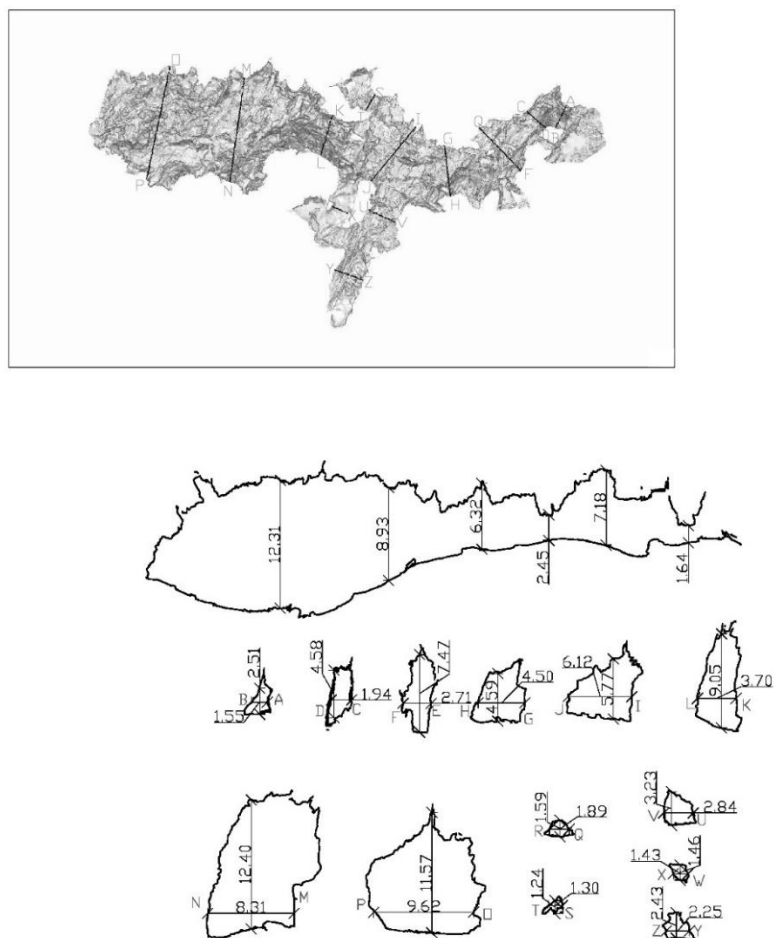 O
M
A
C
S
K
T
I
Q
G
L
F
P
N
J
H
X
U
V
Y
Z
12.31
8.93
6.32
2.45
7.18
1.64
2.51
B A
1.55
4.58
D C
1.94
7.47
F E
2.71
H G
4.59
4.50
6.12
5.77
J I
9.05
3.70
L K
12.40
N M
8.31
11.57
P O
9.62
1.59
1.89
R Q
1.24
1.30
T S
3.23
2.84
V U
1.43
1.46
X W
2.43
2.25
Z Y